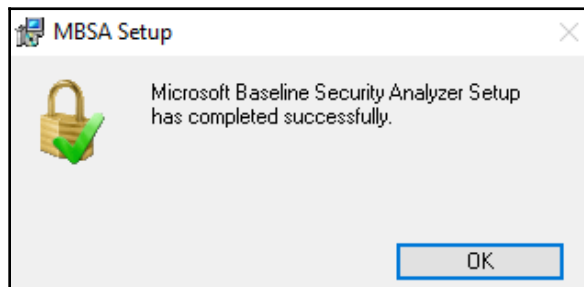 MBSA Setup
Microsoft Baseline Security Analyzer Setup
has completed successfully.
OK